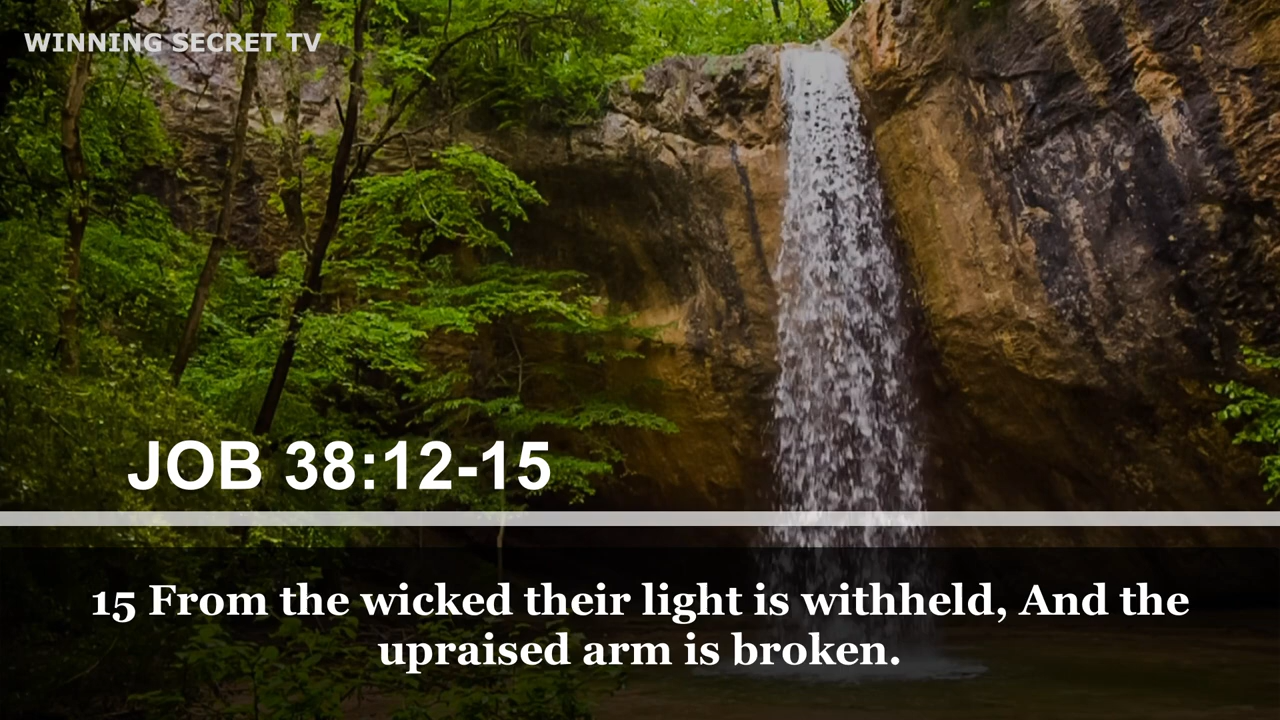 WINNING SECRET TV
JOB 38:12-15
15 From the wicked their light is withheld, And the
upraised arm is broken.